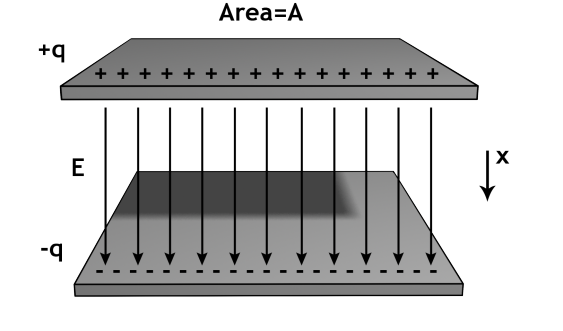 Area=A
+q
+ + + + + + + + + + + + + + + +
E
x
-q
- - - - - - - - - - - - - - - - - - - - -